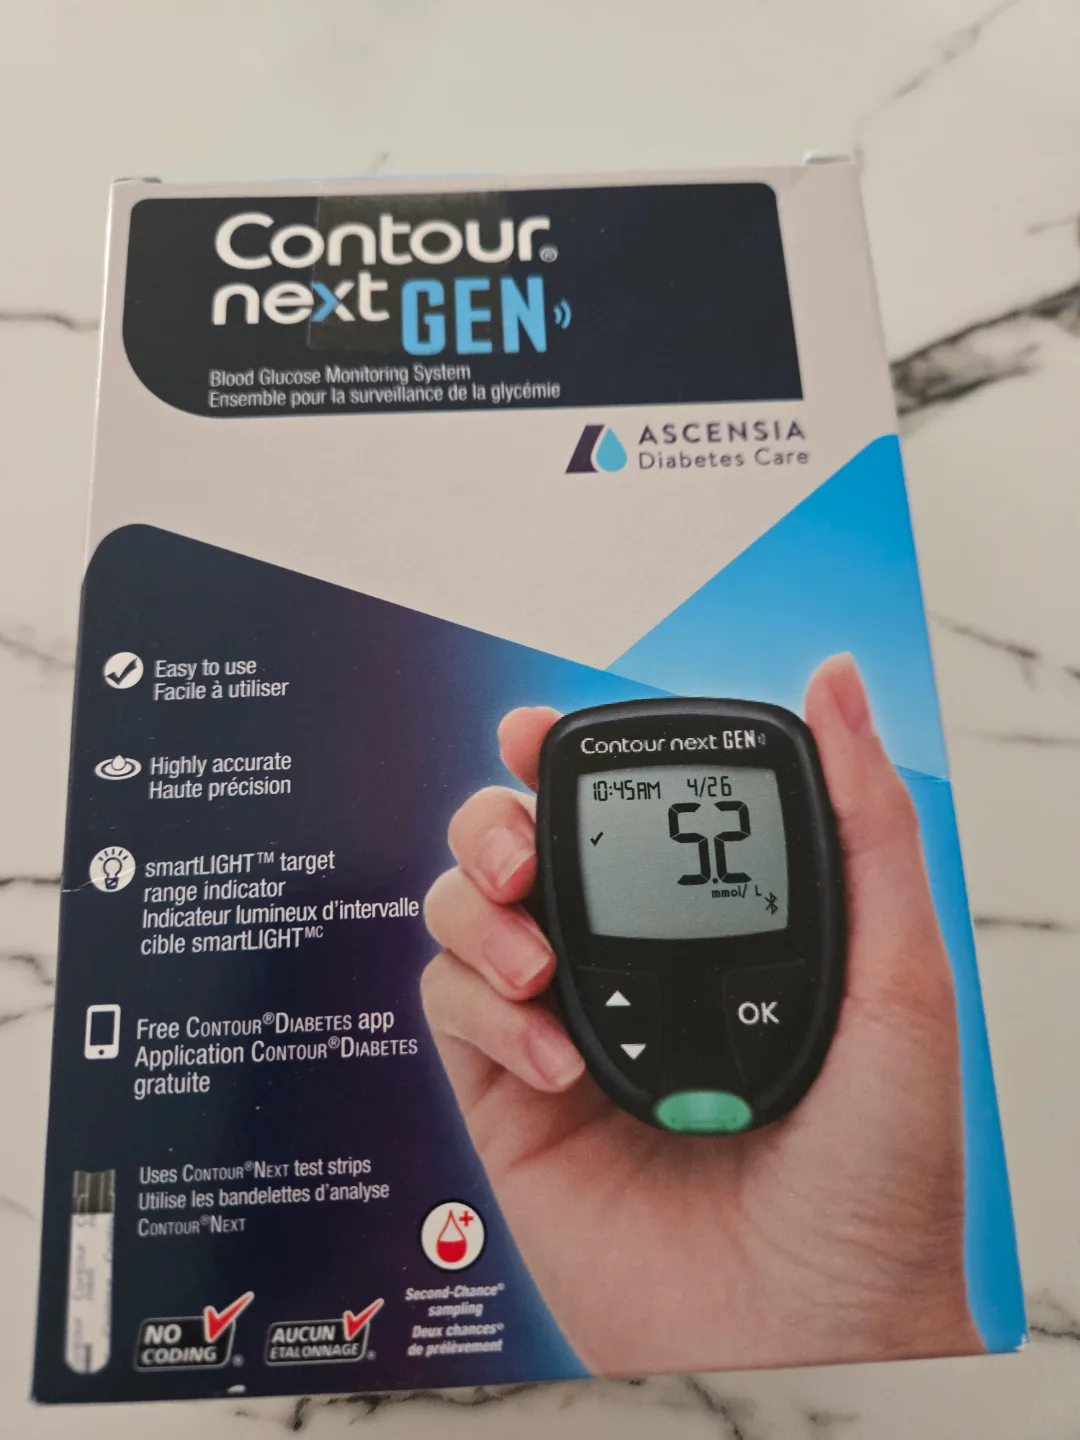 Contour®
next GEN
Blood Glucose Monitoring System
Ensemble pour la surveillance de la glycémie
ASCENSIA
Diabetes Care
Easy to use
Facile à utiliser
Highly accurate
Haute précision
smartLIGHT™ target
range indicator
Indicateur lumineux d'intervalle
cible smartLIGHTMC
Free CONTOUR®DIABETES app
Application CONTOUR®DIABETES
gratuite
Uses CONTOUR®NEXT test strips
Utilise les bandelettes d'analyse
CONTOUR®NEXT
Contour next GEN
10:45AM 4/26
5.2
mmol/L
OK
Second-Chance®
sampling
Deux chances®
de prélèvement
NO
CODING®
AUCUN
ETALONNAGE®
Contour